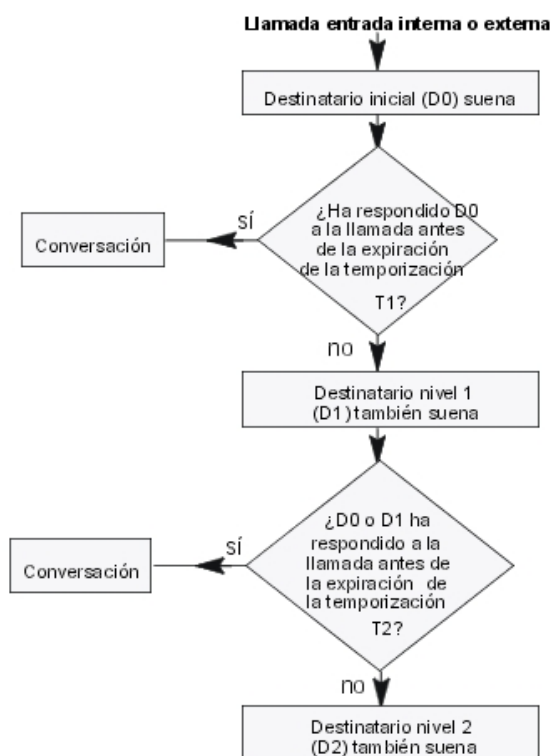 Llamada entrada interna o externa
Destinatario inicial (D0) suena
¿Ha respondido D0
a la llamada antes
de la expiración
de la temporización
T1?
sí
Conversación
no
Destinatario nivel 1
(D1) también suena
¿D0 o D1 ha
respondido a la
llamada antes de
la expiración de
la temporización
T2?
sí
Conversación
no
Destinatario nivel 2
(D2) también suena